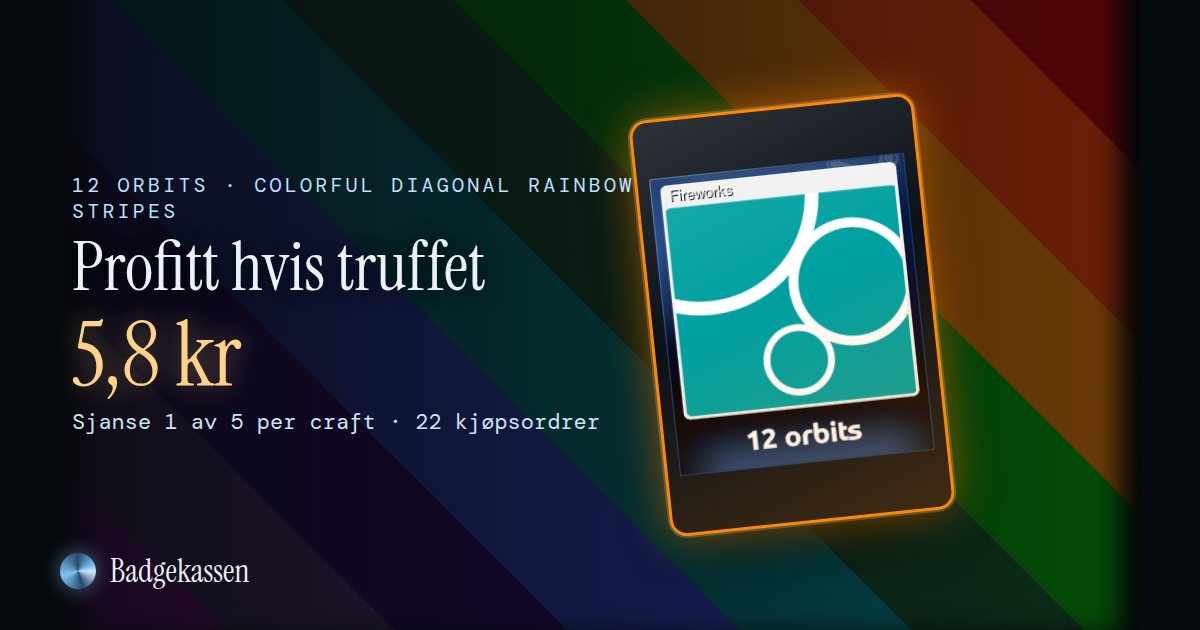 12 ORBITS · COLORFUL DIAGONAL RAINBOW
STRIPES
Profitt hvis truffet
5,8 kr
Sjanse 1 av 5 per craft · 22 kjøpsordrer
Fireworks
12 orbits
Badgekassen